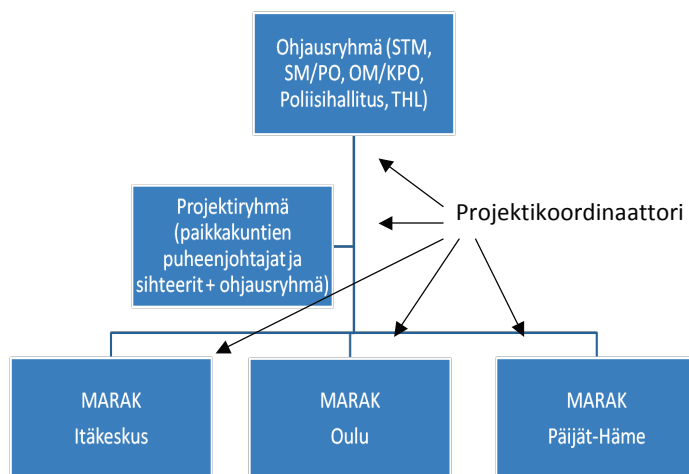 Ohjausryhmä (STM,
SM/PO, OM/KPO,
Poliisihallitus, THL)
Projektiryhmä
(paikkakuntien
puheenjohtajat ja
sihteerit + ohjausryhmä)
Projektikoordinaattori
MARAK
Itäkeskus
MARAK
Oulu
MARAK
Päijät-Häme